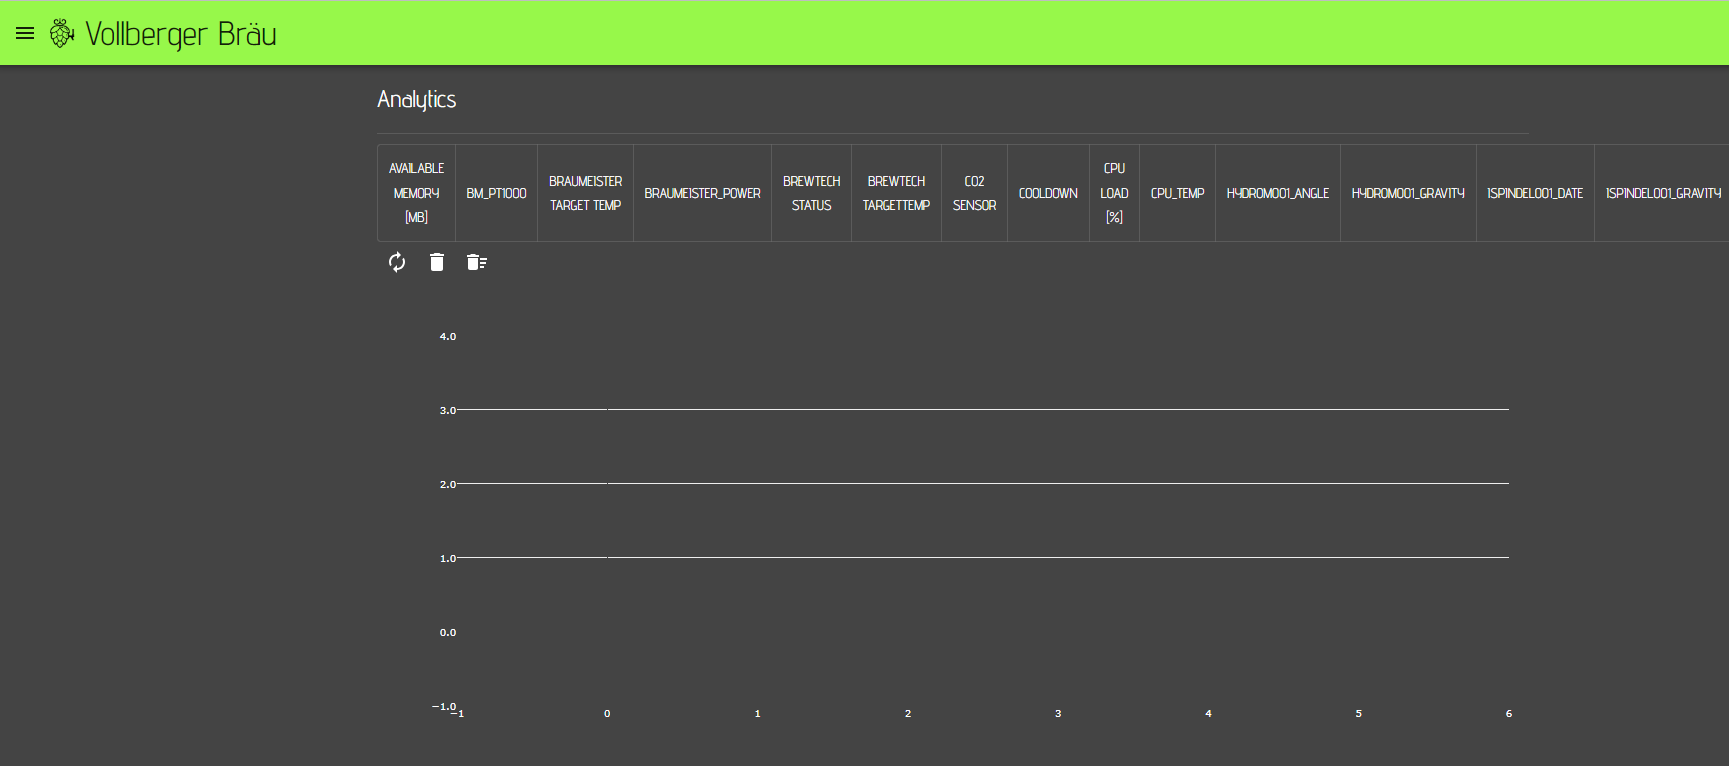 Vollberger Bräu
Analytics
AVAILABLE
MEMORY
[MB]
BM_PT1000
BRAUMEISTER
TARGET TEMP
BRAUMEISTER_POWER
BREWTECH
STATUS
BREWTECH
TARGETTEMP
CO2
SENSOR
COOLDOWN
CPU
LOAD
[%]
CPU_TEMP
HYDROM001_ANGLE
HYDROM001_GRAVITY
ISPINDEL001_DATE
ISPINDEL001_GRAVITY
4.0
3.0
2.0
1.0
0.0
−1.0
−1 0 1 2 3 4 5 6